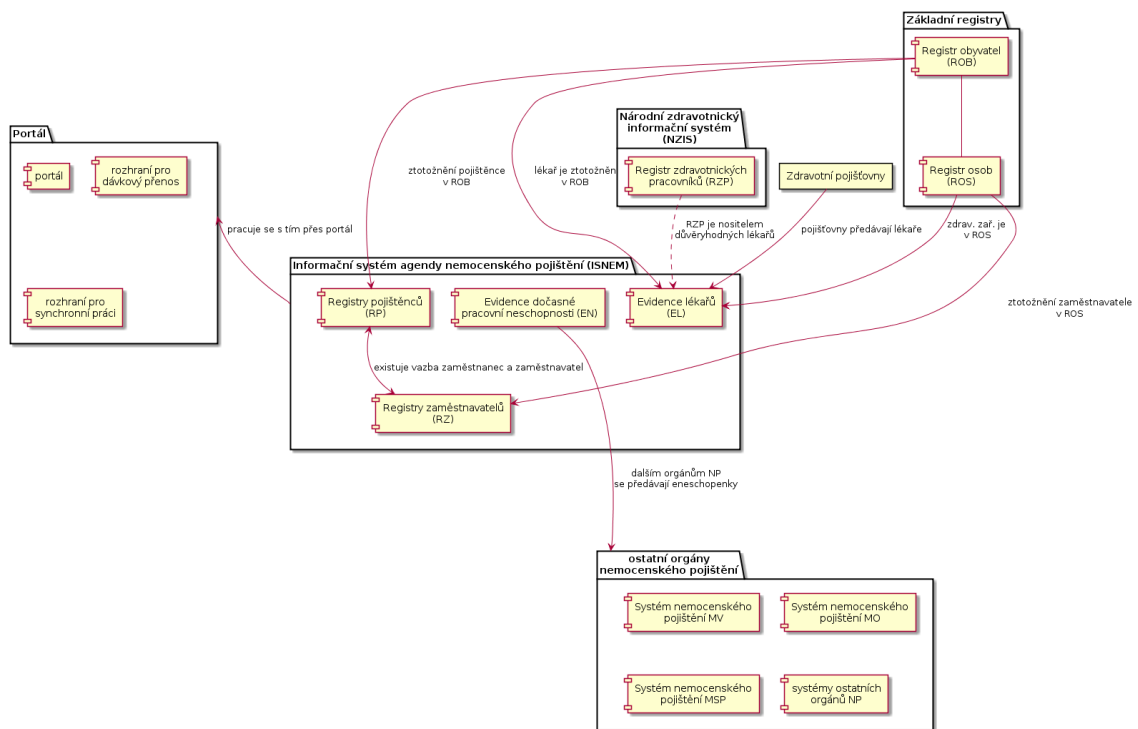 Základní registry
Registr obyvatel
(ROB)
Registr osob
(ROS)
Národní zdravotnický
informační systém
(NZIS)
Registr zdravotnických
pracovníků (RZP)
Zdravotní pojišťovny
Portál
portál
rozhraní pro
dávkový přenos
rozhraní pro
synchronní práci
ztotožnění pojištěnce
v ROB
lékař je ztotožněn
v ROB
RZP je nositelem
důvěryhodných lékařů
pojišťovny předávají lékaře
zdrav. zař. je
v ROS
pracuje se s tím přes portál
ztotožnění zaměstnavatele
v ROS
Informační systém agendy nemocenského pojištění (ISNEM)
Registry pojištěnců
(RP)
Evidence dočasné
pracovní neschopnosti (EN)
Evidence lékařů
(EL)
existuje vazba zaměstnanec a zaměstnavatel
Registry zaměstnavatelů
(RZ)
dalším orgánům NP
se předávají eneschopenky
ostatní orgány
nemocenského pojištění
Systém nemocenského
pojištění MV
Systém nemocenského
pojištění MO
Systém nemocenského
pojištění MSP
systémy ostatních
orgánů NP